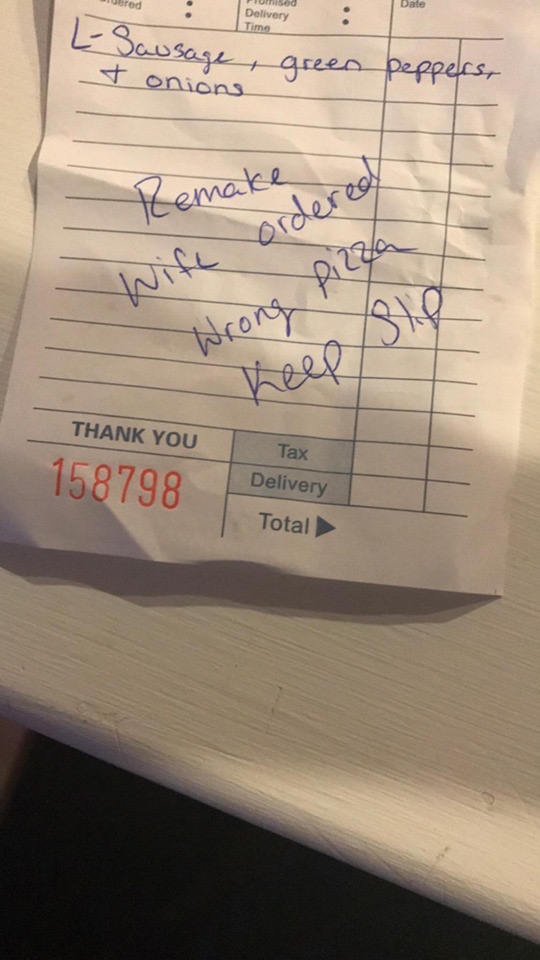 Delivery
Time
Date
L- Sausage, green peppers,
+ onions
Remake
Wife ordered
Wrong pizza
Keep Slip
THANK YOU
158798
Tax
Delivery
Total ▶